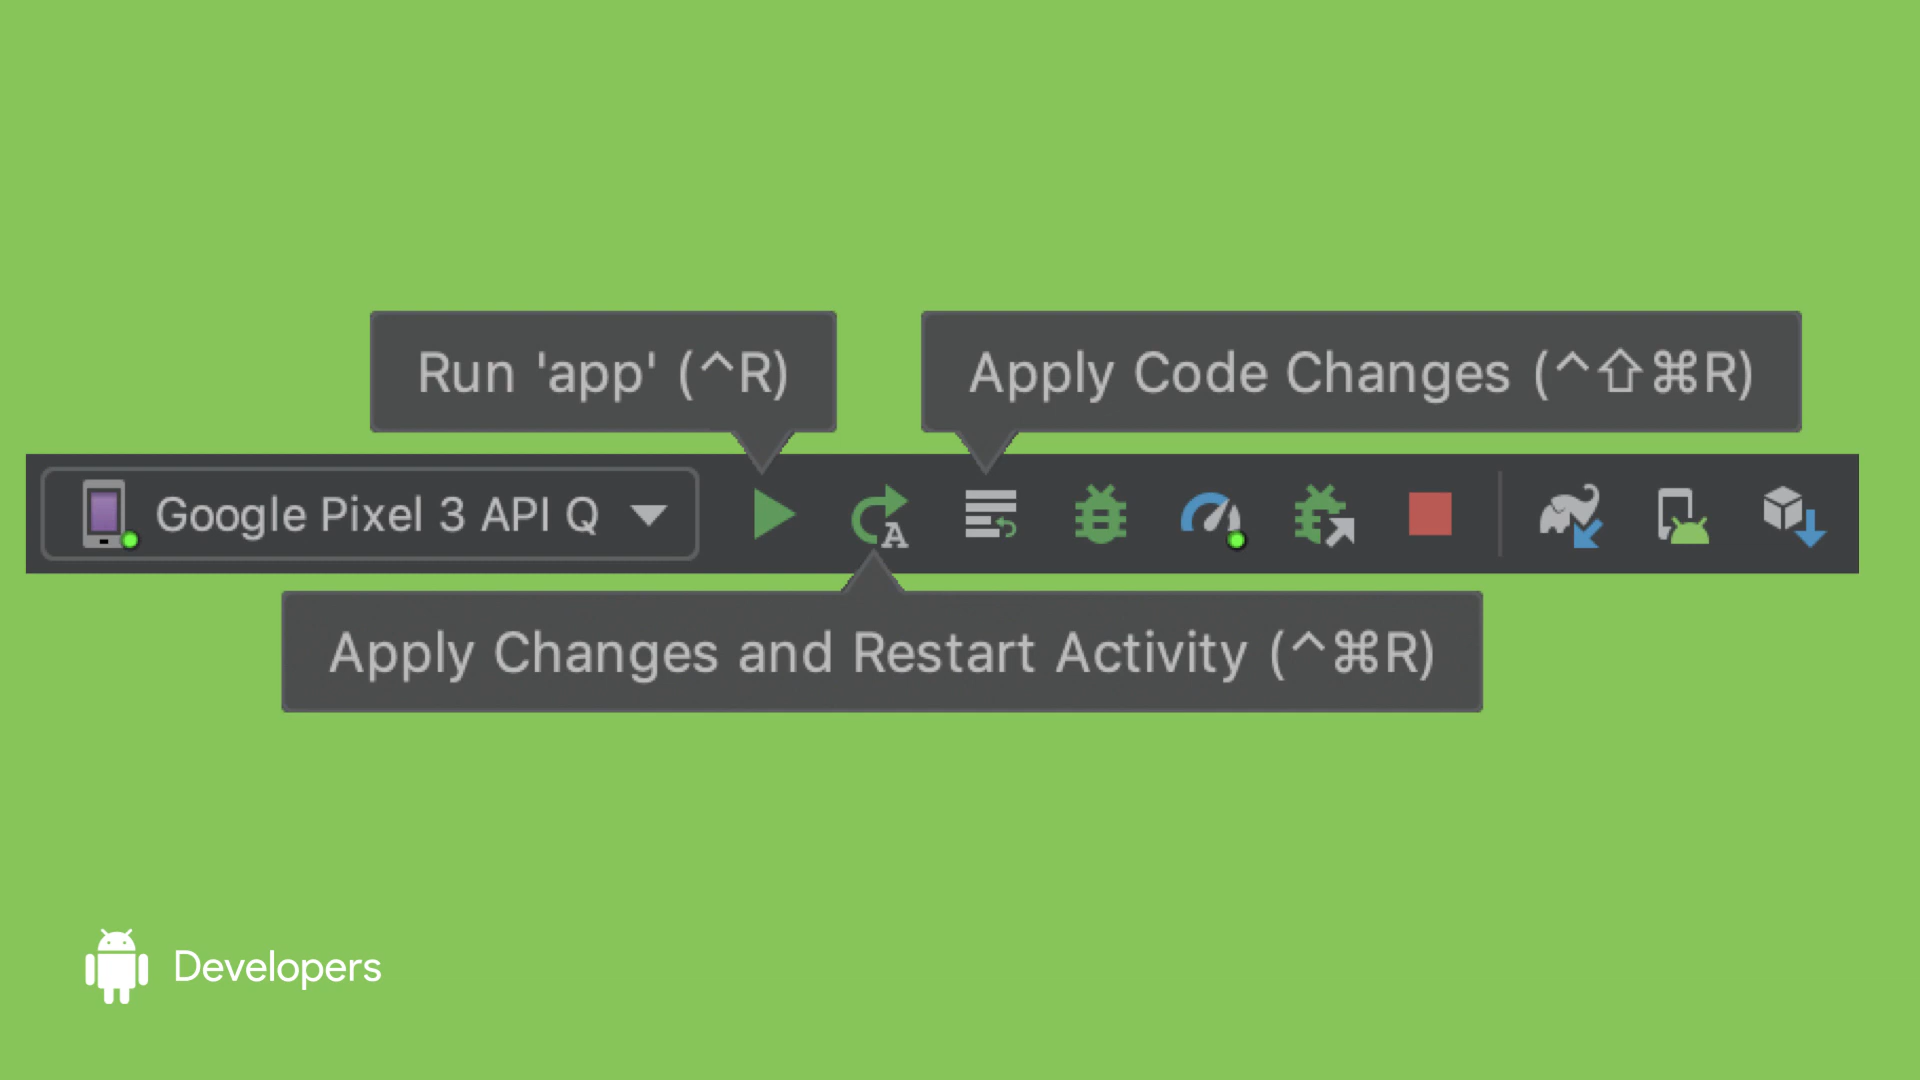 Run 'app' (^R)
Apply Code Changes (^⇧⌘R)
Google Pixel 3 API Q
A
Apply Changes and Restart Activity (^⌘R)
Developers